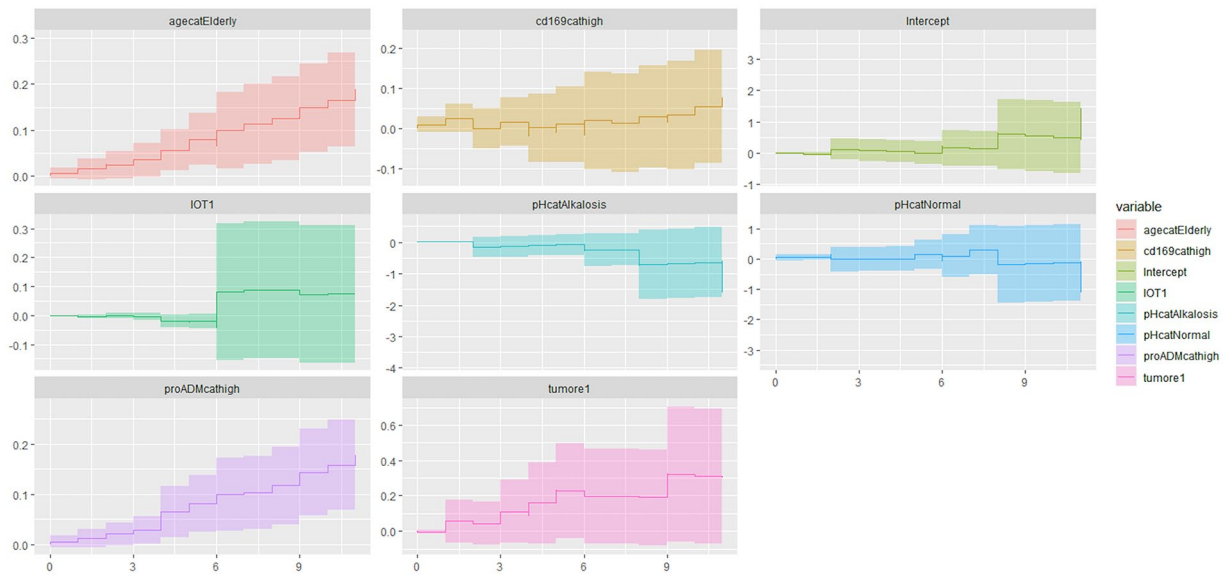 agecatElderly
cd169cathigh
Intercept
0.3
0.2
0.1
0.0
0.2
0.1
0.0
-0.1
3
2
1
0
-1
IOT1
pHcatAlkalosis
pHcatNormal
0.3
0.2
0.1
0.0
-0.1
0
-1
-2
-3
-4
1
0
-1
-2
-3
0
3
6
9
proADMcathigh
tumore1
0.2
0.1
0.0
0.6
0.4
0.2
0.0
0
3
6
9
0
3
6
9
variable
agecatElderly
cd169cathigh
Intercept
IOT1
pHcatAlkalosis
pHcatNormal
proADMcathigh
tumore1